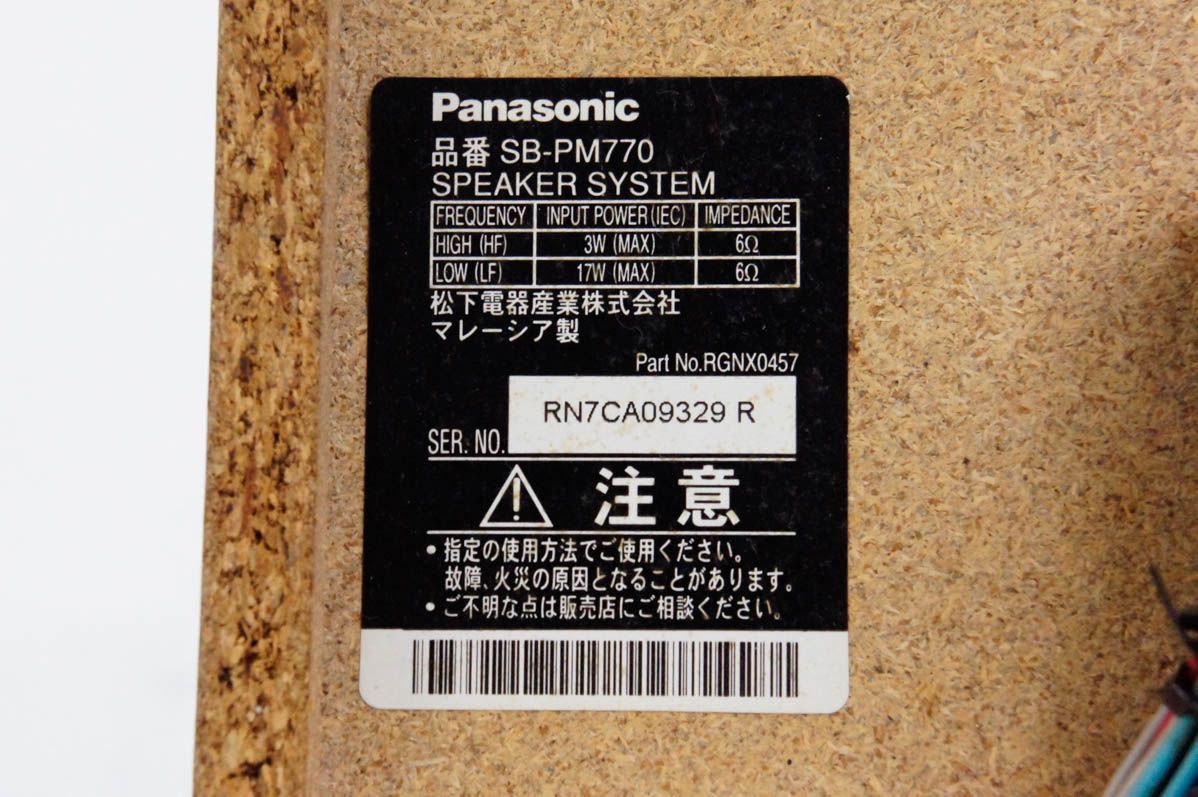 Panasonic
品番 SB-PM770
SPEAKER SYSTEM
FREQUENCY INPUT POWER (IEC) IMPEDANCE
HIGH (HF) 3W (MAX) 6Ω
LOW (LF) 17W (MAX) 6Ω
松下電器産業株式会社
マレーシア製
Part No.RGNX0457
RN7CA09329 R
SER. NO.
注意
• 指定の使用方法でご使用ください。
故障、火災の原因となることがあります。
• ご不明な点は販売店にご相談ください。